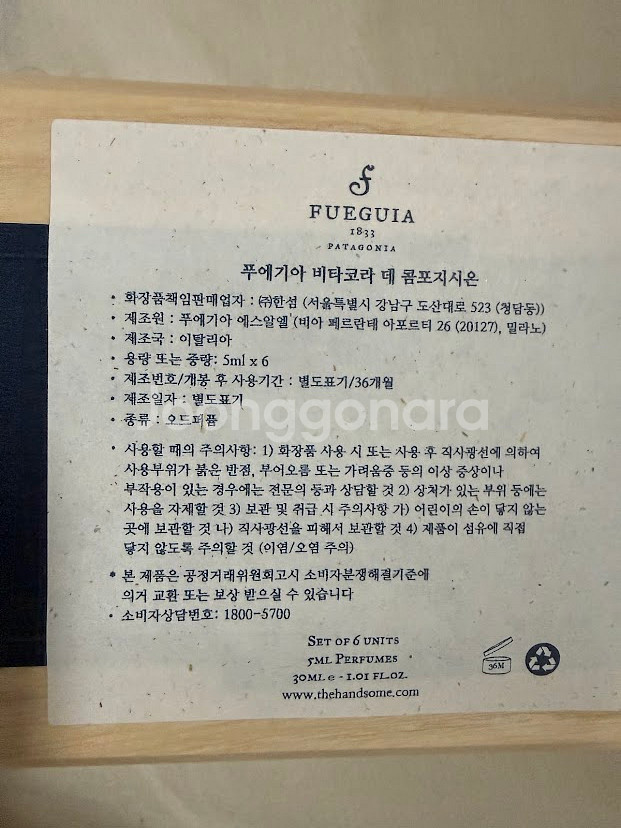 f
FUEGUIA
1833
PATAGONIA
푸에기아 비타코라 데 콤포지시온
• 화장품책임판매업자 : ㈜한섬 (서울특별시 강남구 도산대로 523 (청담동))
• 제조원 : 푸에기아 에스알엘 (비아 페르란테 아포르티 26 (20127), 밀라노)
• 제조국 : 이탈리아
• 용량 또는 중량: 5ml x 6
• 제조번호/개봉 후 사용기간 : 별도표기/36개월
• 제조일자 : 별도표기
joonggonara
• 종류 : 오드퍼퓸
• 사용할 때의 주의사항: 1) 화장품 사용 시 또는 사용 후 직사광선에 의하여
사용부위가 붉은 반점, 부어오름 또는 가려움증 등의 이상 증상이나
부작용이 있는 경우에는 전문의 등과 상담할 것 2) 상처가 있는 부위 등에는
사용을 자제할 것 3) 보관 및 취급 시 주의사항 가) 어린이의 손이 닿지 않는
곳에 보관할 것 나) 직사광선을 피해서 보관할 것 4) 제품이 섬유에 직접
닿지 않도록 주의할 것 (이염/오염 주의)
* 본 제품은 공정거래위원회고시 소비자분쟁해결기준에
의거 교환 또는 보상 받으실 수 있습니다
• 소비자상담번호: 1800-5700
SET OF 6 UNITS
5ML PERFUMES
30ML e - 1.01 FL.OZ.
www.thehandsome.com
36M